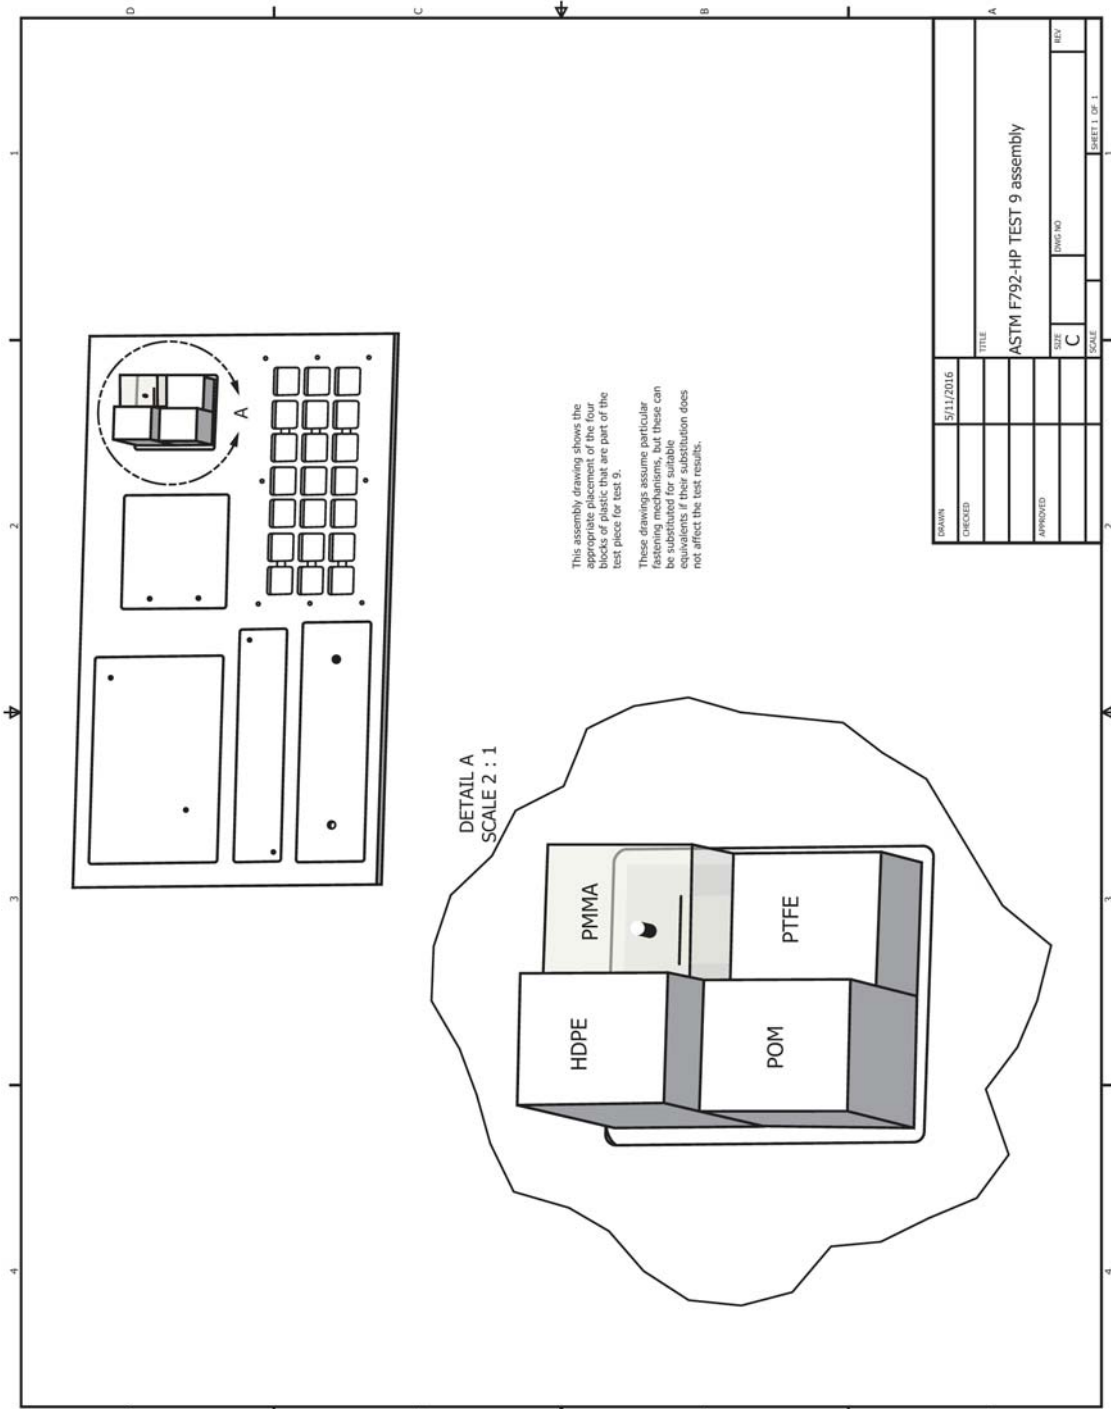 D
C
B
A
1
2
3
4
1
2
3
4
A
This assembly drawing shows the
appropriate placement of the four
blocks of plastic that are part of the
test piece for test 9.
These drawings assume particular
fastening mechanisms, but these can
be substituted for suitable
equivalents if their substitution does
not affect the test results.
DETAIL A
SCALE 2 : 1
HDPE
PMMA
POM
PTFE
DRAWN
5/11/2016
CHECKED
APPROVED
TITLE
ASTM F792-HP TEST 9 assembly
SIZE
C
DWG NO
REV
SCALE
SHEET 1 OF 1